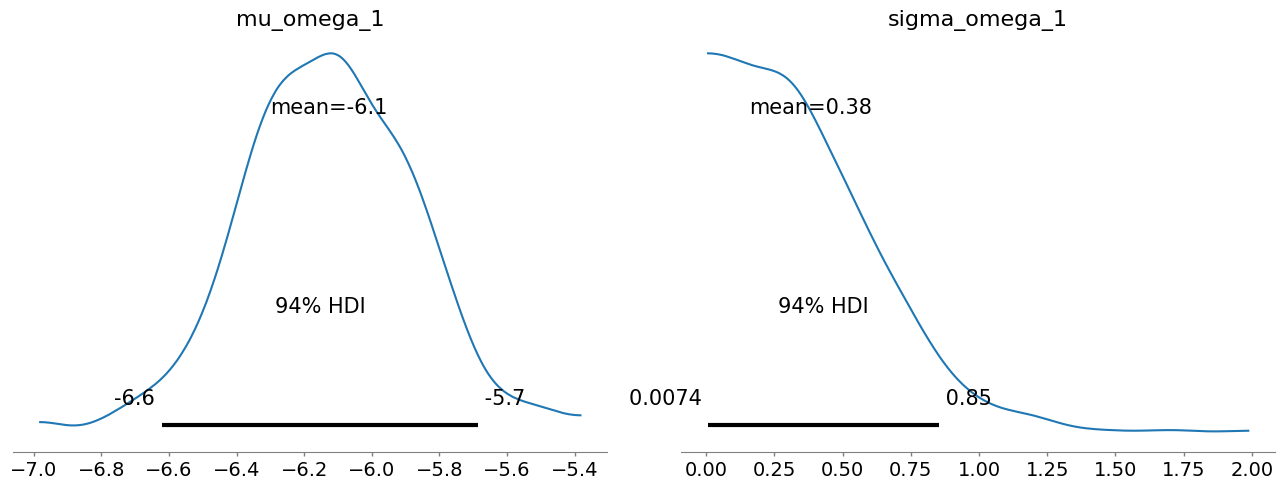 mu_omega_1
mean=-6.1
94% HDI
-6.6
-5.7
−7.0 −6.8 −6.6 −6.4 −6.2 −6.0 −5.8 −5.6 −5.4
sigma_omega_1
mean=0.38
94% HDI
0.0074
0.85
0.00 0.25 0.50 0.75 1.00 1.25 1.50 1.75 2.00